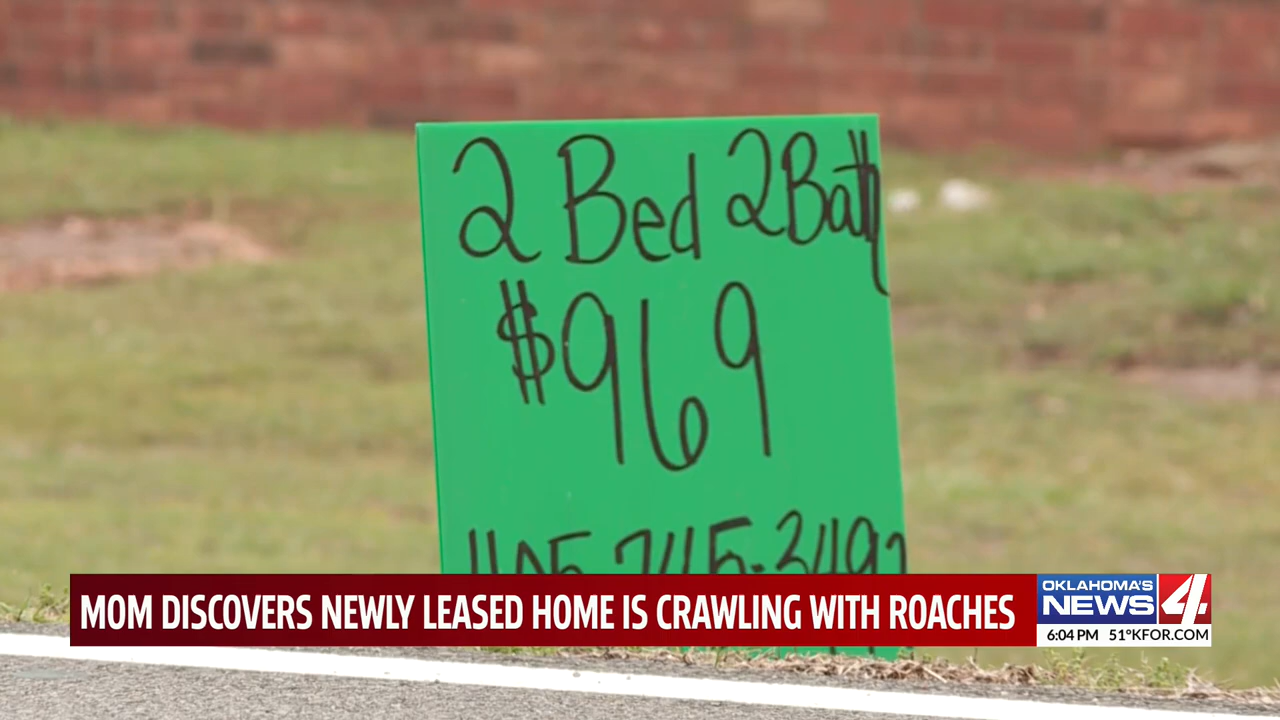 2 Bed 2 Bath
$969
MOM DISCOVERS NEWLY LEASED HOME IS CRAWLING WITH ROACHES
OKLAHOMA'S
NEWS 4
6:04 PM 51° KFOR.COM